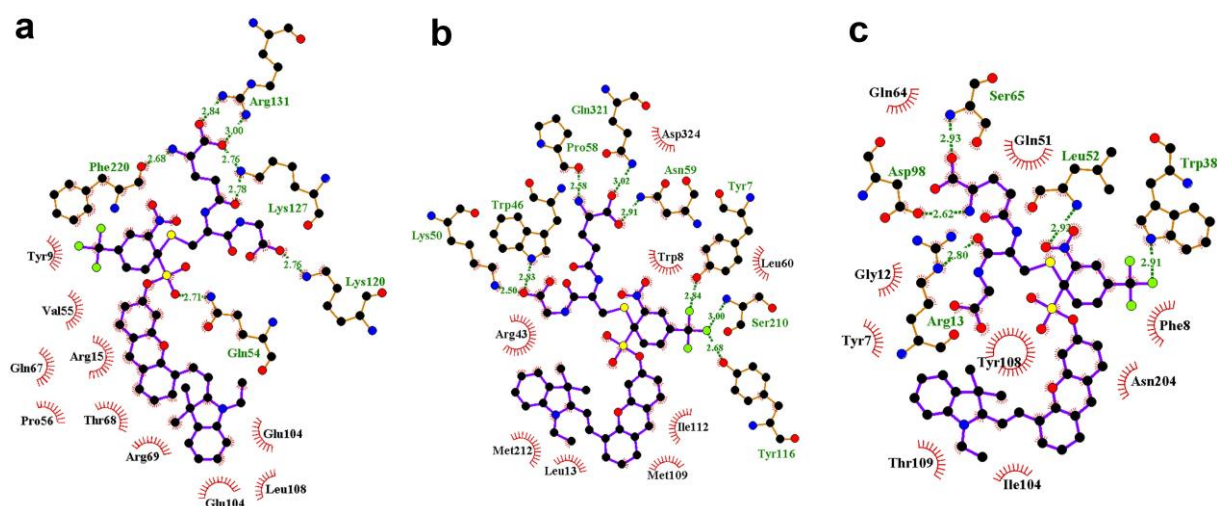 a
b
c
Arg131
2.84
3.00
Phe220
2.68
2.76
2.78
Lys127
Tyr9
2.76
Lys120
2.71
Val55
Gln54
Arg15
Gln67
Pro56
Thr68
Arg69
Glu104
Leu108
Glu104
Gln321
Pro58
Asp324
Asn59
Tyr7
2.58
3.02
2.91
Trp46
Lys50
Trp8
Leu60
2.83
2.50
2.84
3.00
Ser210
Arg43
2.68
Ile112
Met212
Leu13
Met109
Tyr116
Gln64
Ser65
2.93
Gln51
Leu52
Trp38
Asp98
2.62
2.92
2.80
2.91
Gly12
Phe8
Tyr7
Arg13
Tyr108
Asn204
Thr109
Ile104